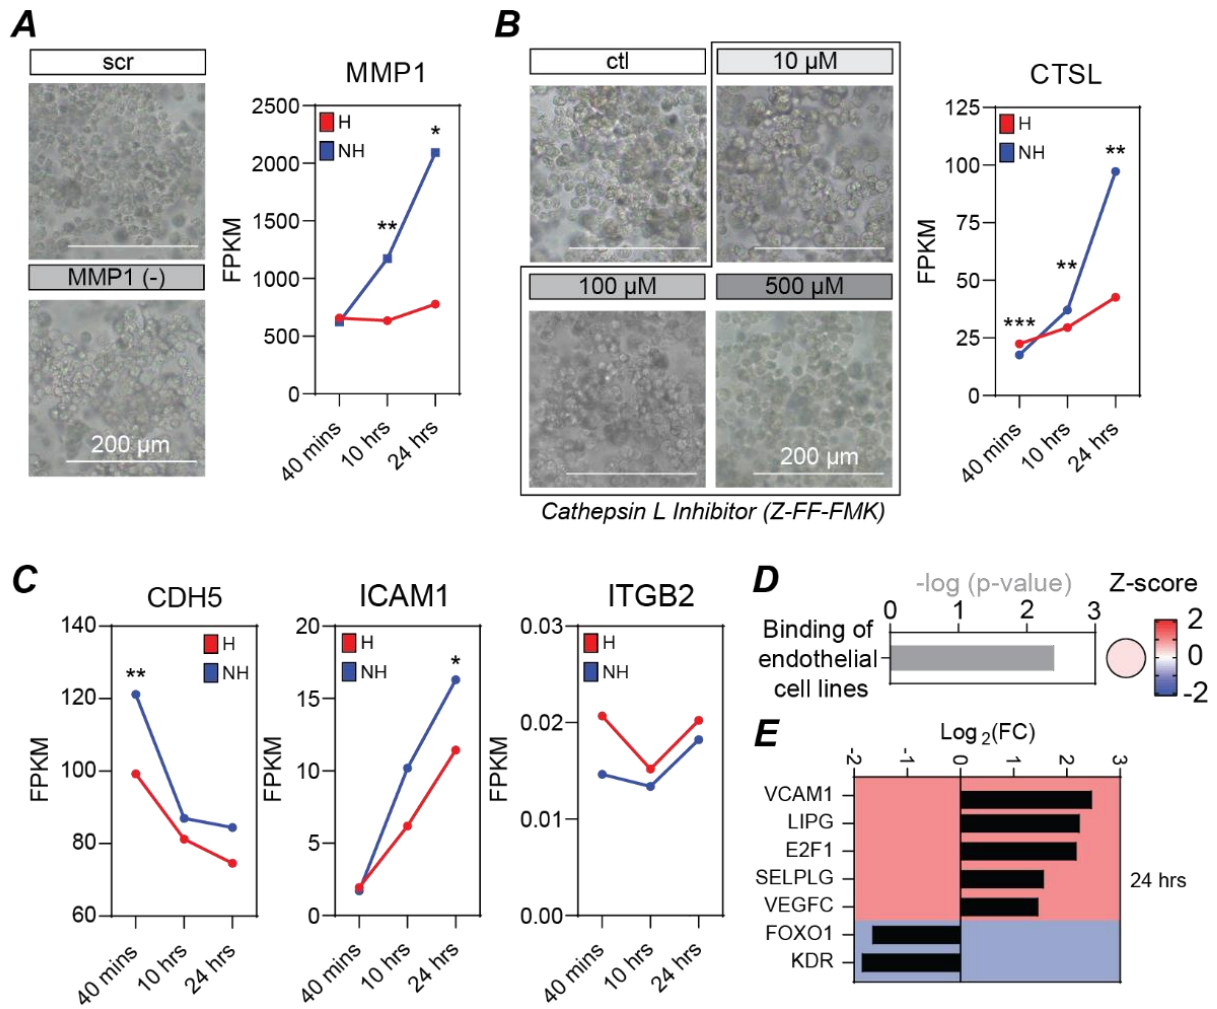 A
scr
MMP1 (-)
200 µm
MMP1
FPKM
2500
2000
1500
1000
500
0
H
NH
**
*
40 mins
10 hrs
24 hrs
B
ctl
10 µM
100 µM
500 µM
200 µm
Cathepsin L Inhibitor (Z-FF-FMK)
CTSL
FPKM
125
100
75
50
25
0
H
NH
***
**
**
40 mins
10 hrs
24 hrs
C
CDH5
FPKM
140
120
100
80
60
H
NH
**
40 mins
10 hrs
24 hrs
ICAM1
FPKM
20
15
10
5
0
H
NH
*
40 mins
10 hrs
24 hrs
ITGB2
FPKM
0.03
0.02
0.01
0.00
H
NH
40 mins
10 hrs
24 hrs
D
-log (p-value)
0 1 2 3
Binding of
endothelial
cell lines
Z-score
2
0
-2
E
Log2(FC)
-2 -1 0 1 2 3
VCAM1
LIPG
E2F1
SELPLG
VEGFC
FOXO1
KDR
24 hrs